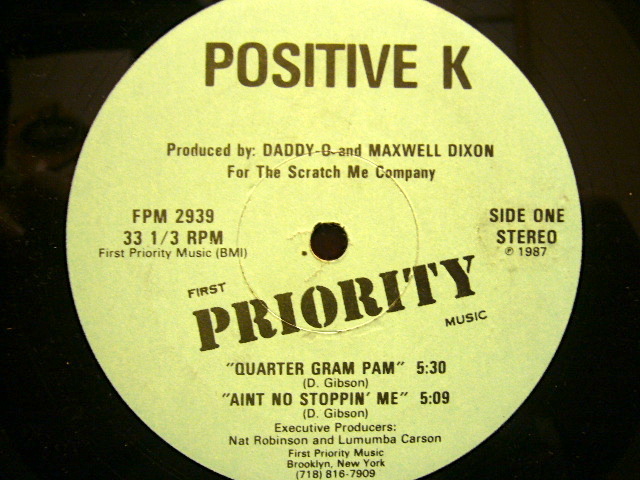 POSITIVE K
Produced by: DADDY-O and MAXWELL DIXON
For The Scratch Me Company
FPM 2939
33 1/3 RPM
First Priority Music (BMI)
SIDE ONE
STEREO
℗ 1987
FIRST
PRIORITY
MUSIC
"QUARTER GRAM PAM" 5:30
(D. Gibson)
"AINT NO STOPPIN' ME" 5:09
(D. Gibson)
Executive Producers:
Nat Robinson and Lumumba Carson
First Priority Music
Brooklyn, New York
(718) 816-7909